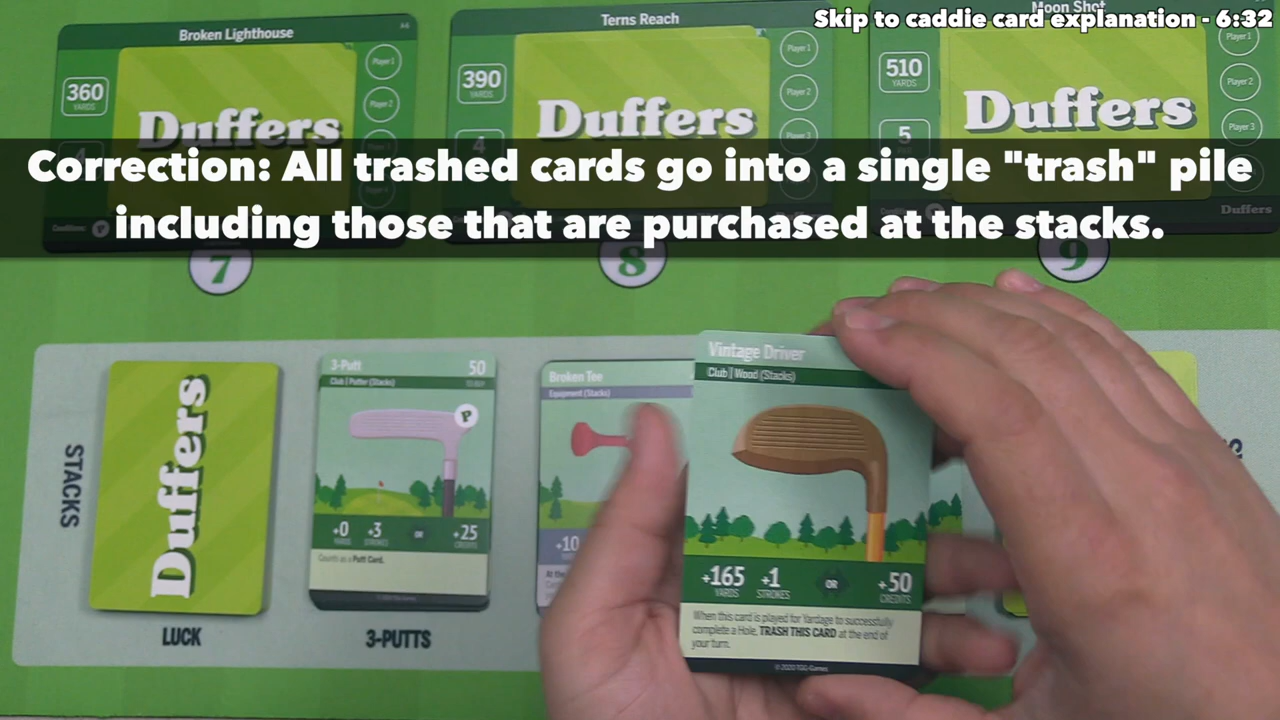 Skip to caddie card explanation - 6:32
Broken Lighthouse
Terns Reach
Moon Shot
360
YARDS
Duffers
Player 1
Player 2
390
YARDS
4
Duffers
Player 1
Player 2
Player 3
510
YARDS
5
Duffers
Player 1
Player 2
Player 3
Correction: All trashed cards go into a single "trash" pile
including those that are purchased at the stacks.
Duffers
7
8
9
STACKS
Duffers
LUCK
3-Putt
50
TO BUY
Club | Putter (Stacks)
P
+0
YARDS
+3
STROKES
OR
+25
CREDITS
Counts as a Putt Card.
3-PUTTS
Broken Tee
Equipment (Stacks)
+10
Vintage Driver
Club | Wood (Stacks)
+165
YARDS
+1
STROKES
OR
+50
CREDITS
When this card is played for Yardage to successfully
complete a Hole, TRASH THIS CARD at the end of
your turn.